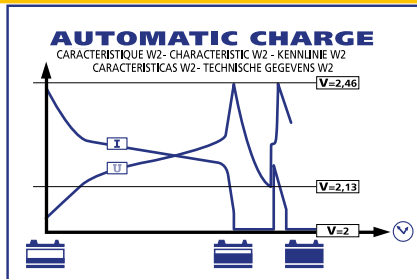 AUTOMATIC CHARGE
CARACTERISTIQUE W2- CHARACTERISTIC W2 - KENNLINIE W2
CARACTERISTICAS W2- TECHNISCHE GEGEVENS W2
V=2,46
I
U
V=2,13
V=2